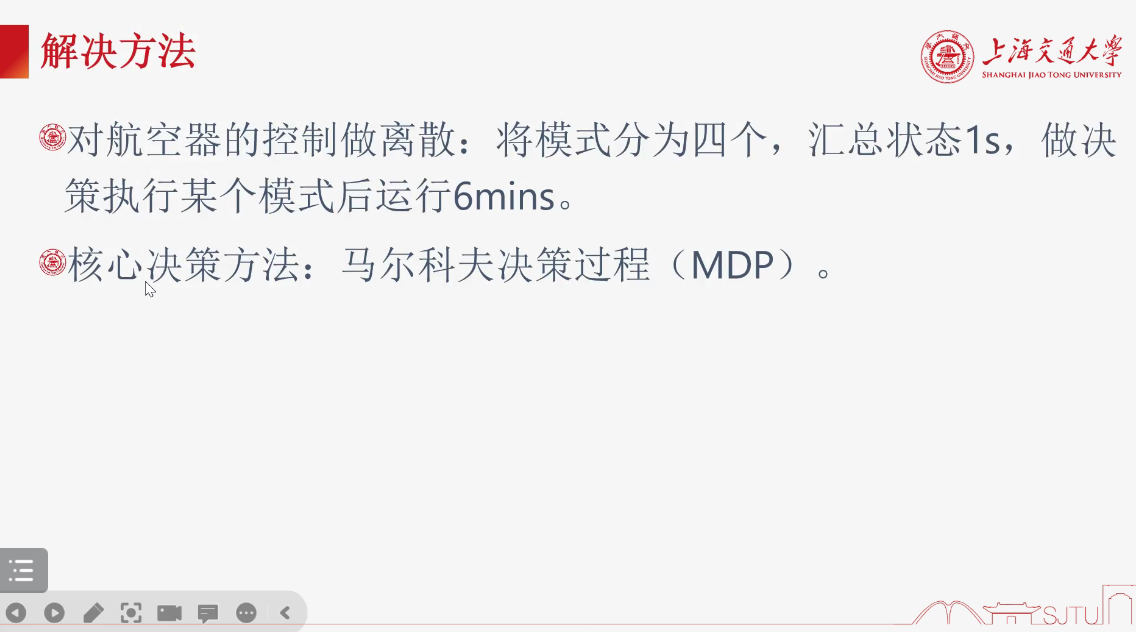 解决方法
上海交通大学
SHANGHAI JIAO TONG UNIVERSITY
对航空器的控制做离散：将模式分为四个，汇总状态1s，做决
策执行某个模式后运行6mins。
核心决策方法：马尔科夫决策过程（MDP）。
SJTU